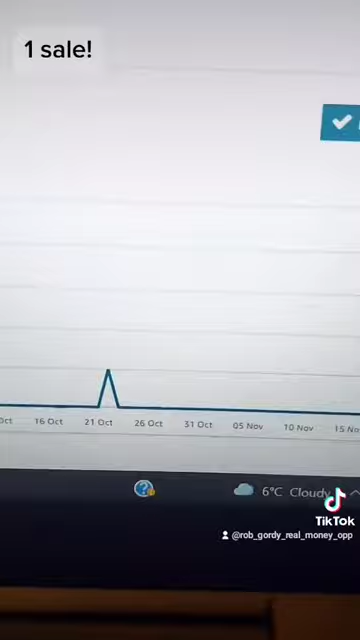 1 sale!
Oct 16 Oct 21 Oct 26 Oct 31 Oct 05 Nov 10 Nov 15 No
6°C Cloudy
TikTok
@rob_gordy_real_money_opp